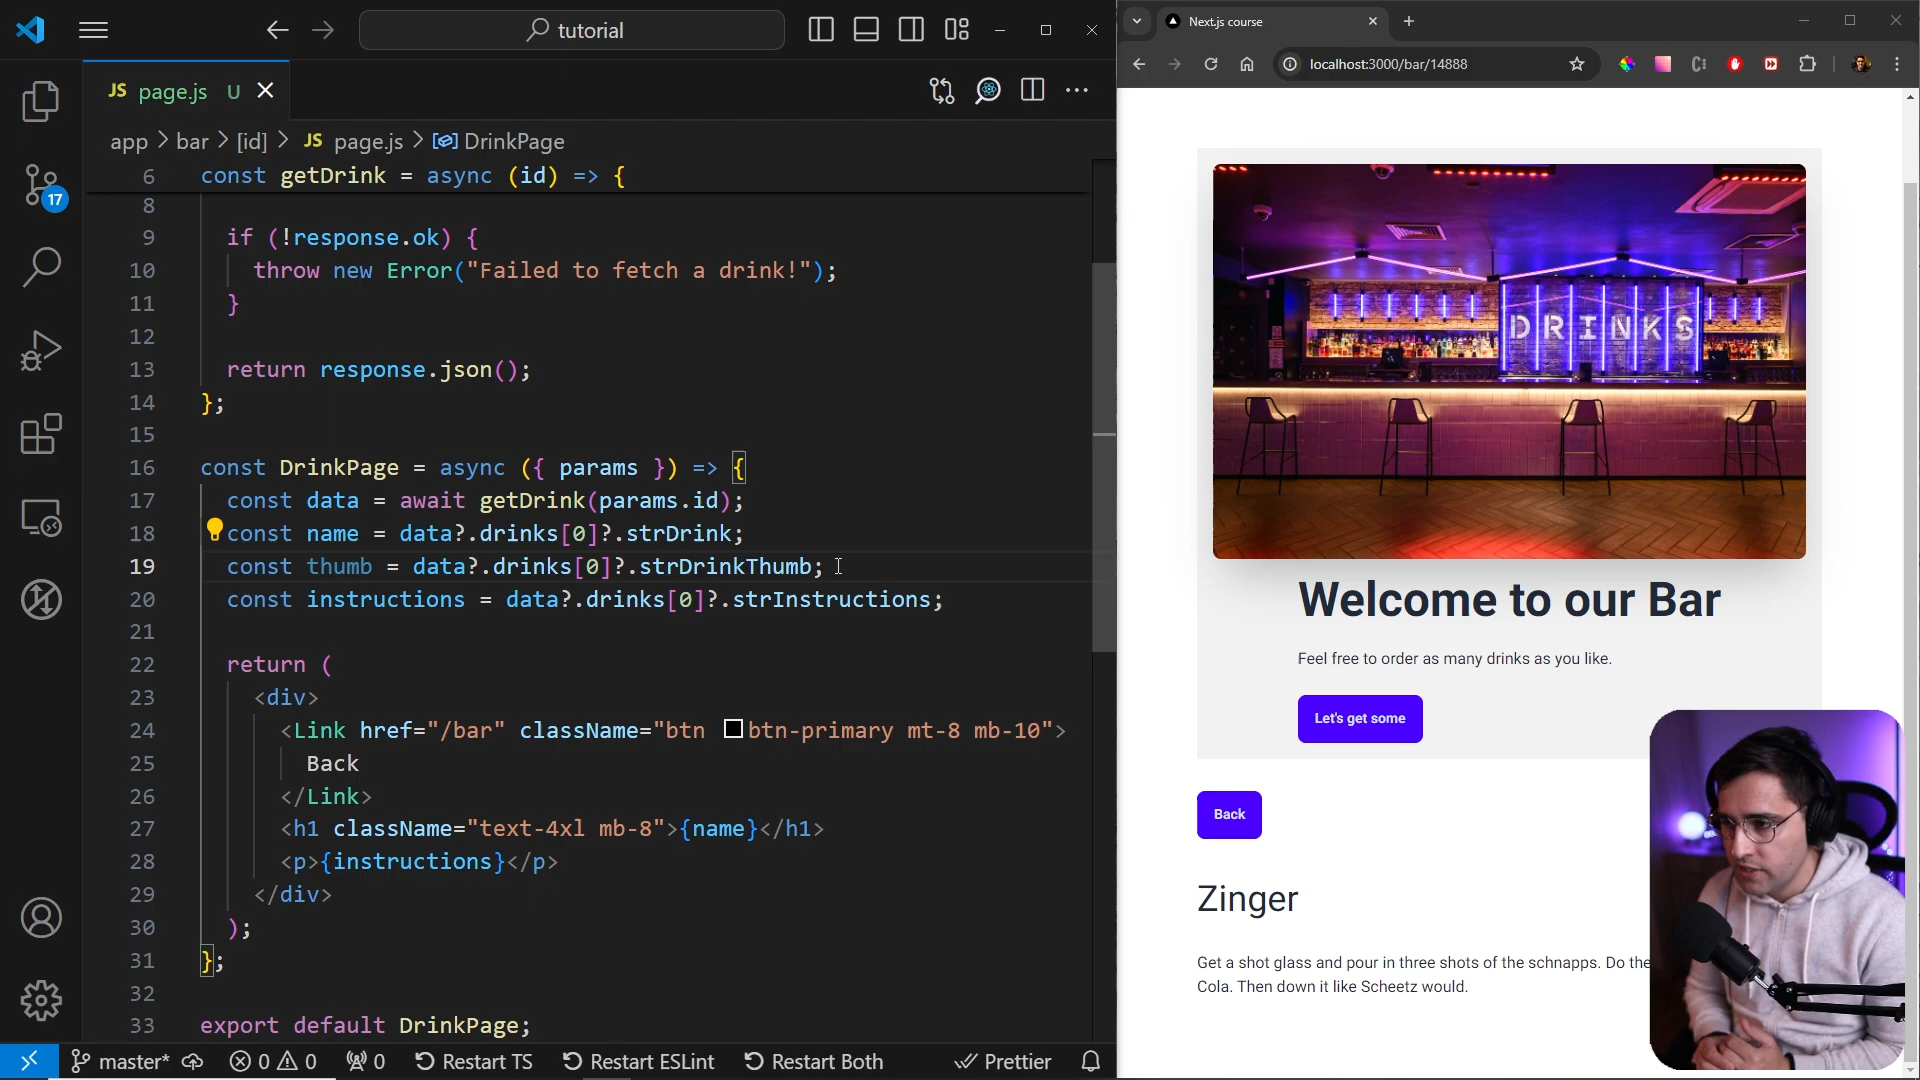 tutorial
JS page.js U
app > bar > [id] > JS page.js > DrinkPage
17
6 const getDrink = async (id) => {
8
9 if (!response.ok) {
10 throw new Error("Failed to fetch a drink!");
11 }
12
13 return response.json();
14 };
15
16 const DrinkPage = async ({ params }) => {
17 const data = await getDrink(params.id);
18 const name = data?.drinks[0]?.strDrink;
19 const thumb = data?.drinks[0]?.strDrinkThumb;
20 const instructions = data?.drinks[0]?.strInstructions;
21
22 return (
23 <div>
24 <Link href="/bar" className="btn btn-primary mt-8 mb-10">
25 Back
26 </Link>
27 <h1 className="text-4xl mb-8">{name}</h1>
28 <p>{instructions}</p>
29 </div>
30 );
31 };
32
33 export default DrinkPage;
master* 0 0 0 Restart TS Restart ESLint Restart Both Prettier
Next.js course
localhost:3000/bar/14888
DRINKS
Welcome to our Bar
Feel free to order as many drinks as you like.
Let's get some
Back
Zinger
Get a shot glass and pour in three shots of the schnapps. Do the
Cola. Then down it like Scheetz would.